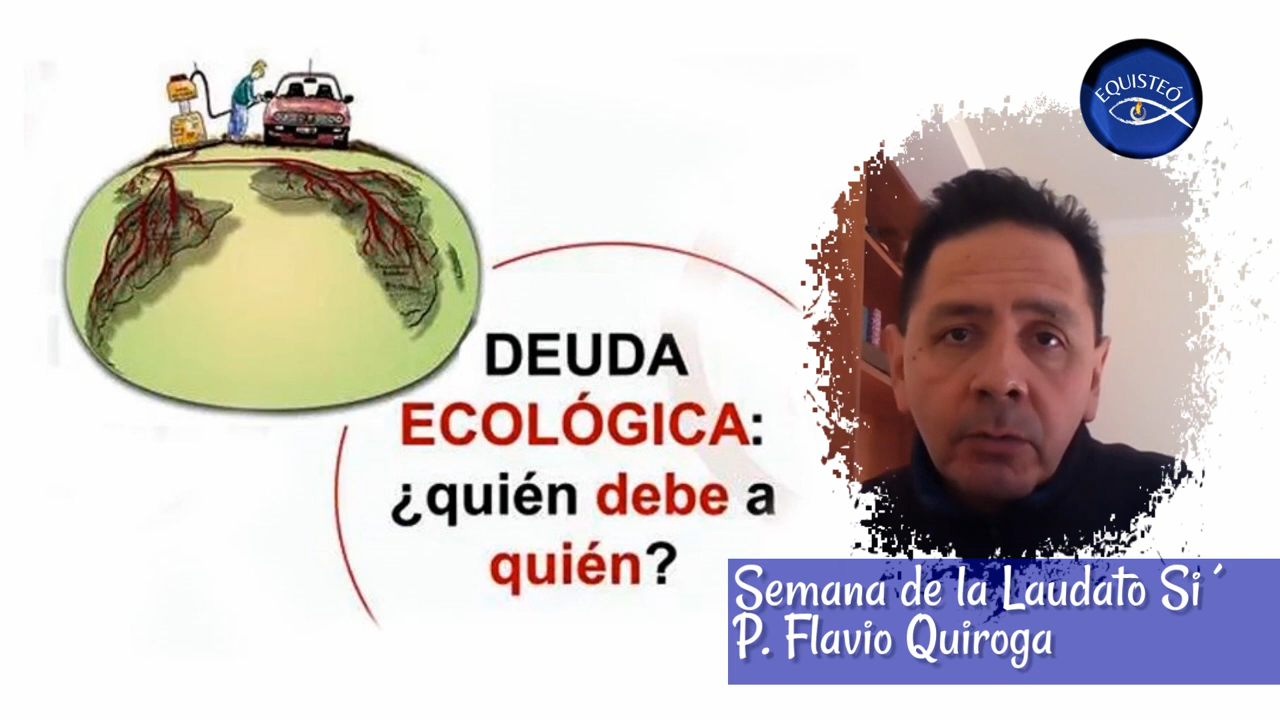 EQUISTEÓ
DEUDA
ECOLÓGICA:
¿quién debe a
quién?
Semana de la Laudato Si´
P. Flavio Quiroga